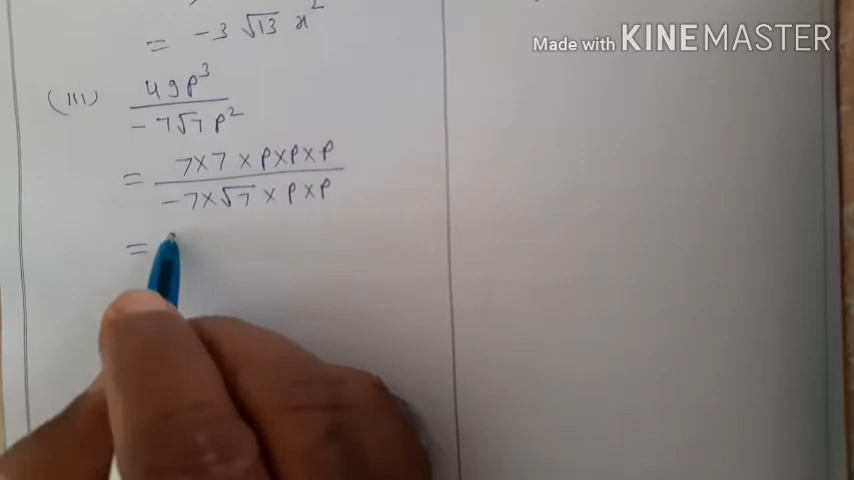 = -3 √13 x²
Made with KINEMASTER
(III) 49p³ / -7√7 p²
= 7×7×p×p×p / -7×√7×p×p
=